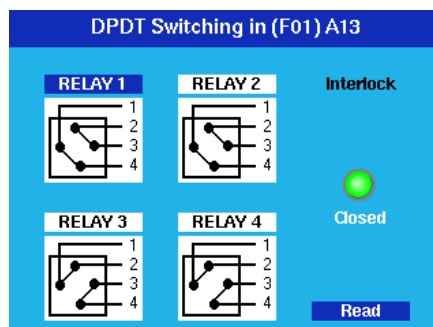 DPDT Switching in (F01) A13
RELAY 1
RELAY 2
Interlock
1
2
3
4
1
2
3
4
Closed
RELAY 3
RELAY 4
1
2
3
4
1
2
3
4
Read